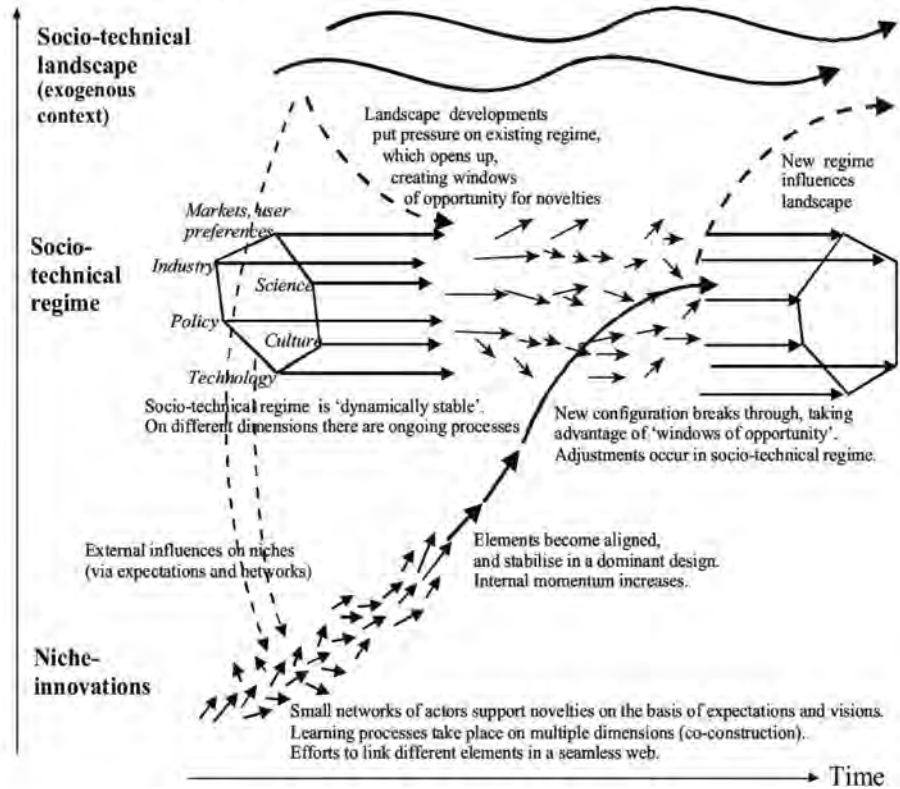 Socio-technical
landscape
(exogenous
context)
Landscape developments
put pressure on existing regime,
which opens up,
creating windows
of opportunity for novelties
New regime
influences
landscape
Markets, user
preferences
Socio-
technical
regime
Industry
Science
Policy
Culture
Technology
Socio-technical regime is ‘dynamically stable’.
On different dimensions there are ongoing processes
New configuration breaks through, taking
advantage of ‘windows of opportunity’.
Adjustments occur in socio-technical regime.
Elements become aligned,
and stabilise in a dominant design.
Internal momentum increases.
External influences on niches
(via expectations and networks)
Niche-
innovations
Small networks of actors support novelties on the basis of expectations and visions.
Learning processes take place on multiple dimensions (co-construction).
Efforts to link different elements in a seamless web.
Time